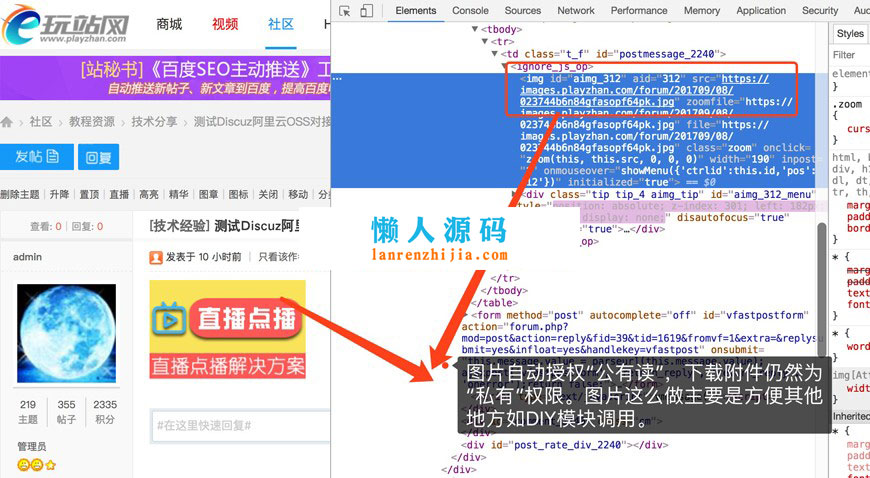 玩站网
www.playzhan.com
商城
视频
社区
[站秘书]《百度SEO主动推送》工
自动推送新帖子、新文章到百度，提高百度
社区
教程资源
技术分享
测试Discuz阿里云OSS对接
发帖
回复
删除主题
升降
置顶
直播
高亮
精华
图章
图标
关闭
移动
查看: 0
回复: 0
[技术经验] 测试Discuz阿里
admin
发表于 10 小时前
只看该作
直播点播
直播点播解决方案
219
355
2335
主题
帖子
积分
#在这里快速回复#
管理员
懒人源码
lanrenzhijia.com
Elements
Console
Sources
Network
Performance
Memory
Application
Security
Au
<tbody>
<tr>
<td class="t_f" id="postmessage_2240">
<ignore_js_op>
<img id="aimg_312" aid="312" src="https://
images.playzhan.com/forum/201709/08/
023744b6n84gfasopf64pk.jpg" zoomfile="https://
images.playzhan.com/forum/201709/08/
023744b6n84gfasopf64pk.jpg" file="https://
images.playzhan.com/forum/201709/08/
023744b6n84gfasopf64pk.jpg" class="zoom" onclick=
"zoom(this, this.src, 0, 0, 0)" width="190" inpost=
" onmouseover="showMenu({'ctrlid':this.id,'pos':
12'})" initialized="true"> == $0
<div class="tip tip_4 aimg_tip" id="aimg_312_menu"
style="position: absolute; z-index: 301; left: 182p
display: none;" disautofocus="true"
="true">…</div>
_op>
</tr>
</tbody>
</table>
<form method="post" autocomplete="off" id="vfastpostform"
action="forum.php?
mod=post&action=reply&fid=39&tid=1619&fromvf=1&extra=&replys
bmit=yes&infloat=yes&handlekey=vfastpost" onsubmit=
图片自动授权"公有读"，下载附件仍然为
"私有"权限。图片这么做主要是方便其他
地方如DIY模块调用。
</div>
<div id="post_rate_div_2240"></div>
</div>
Styles
Filter
element
}
.zoom
{
curs
}
html, b
div, dl
dt, tr
marg
padd
bord
}
* {
marg
padd
text
font
}
* {
word
}
img[Att
width
Inherited
* {
text
font